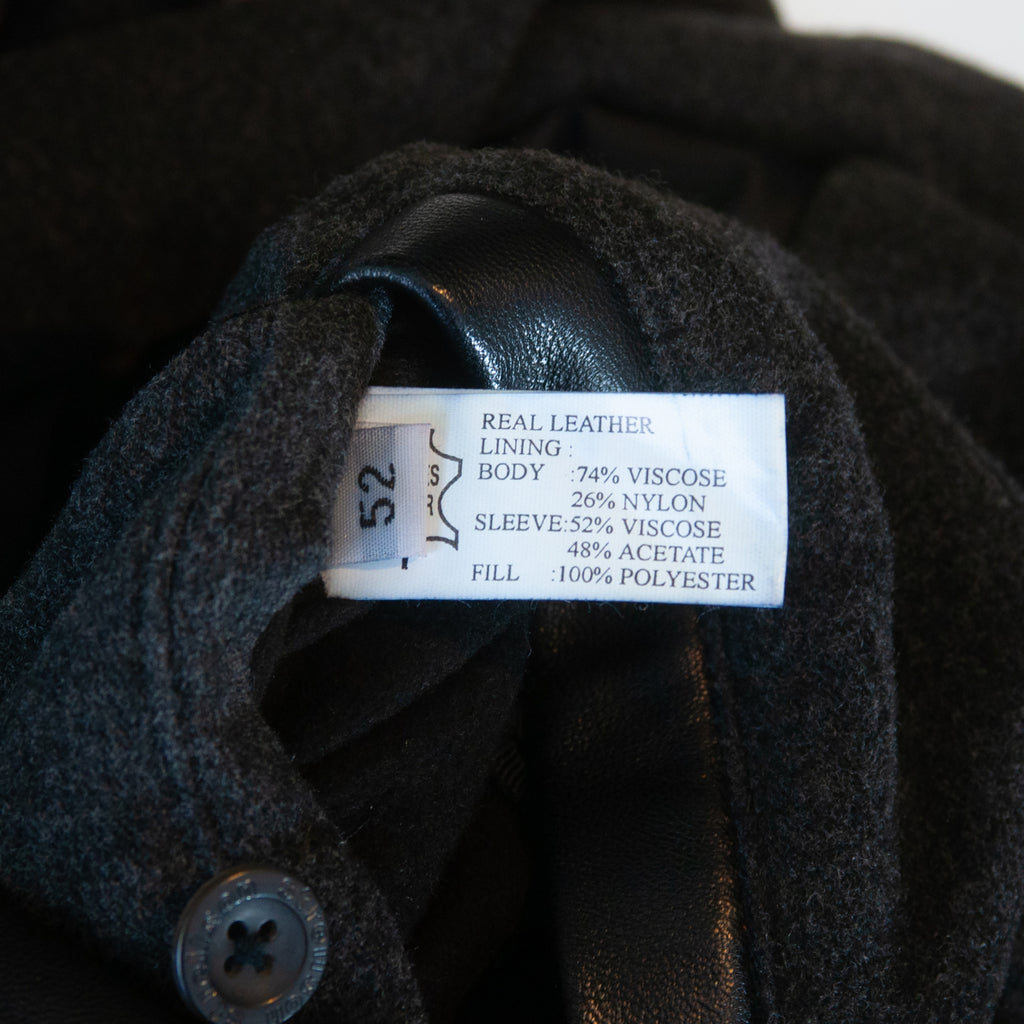 REAL LEATHER
LINING :
BODY :74% VISCOSE
26% NYLON
SLEEVE:52% VISCOSE
48% ACETATE
FILL :100% POLYESTER
52